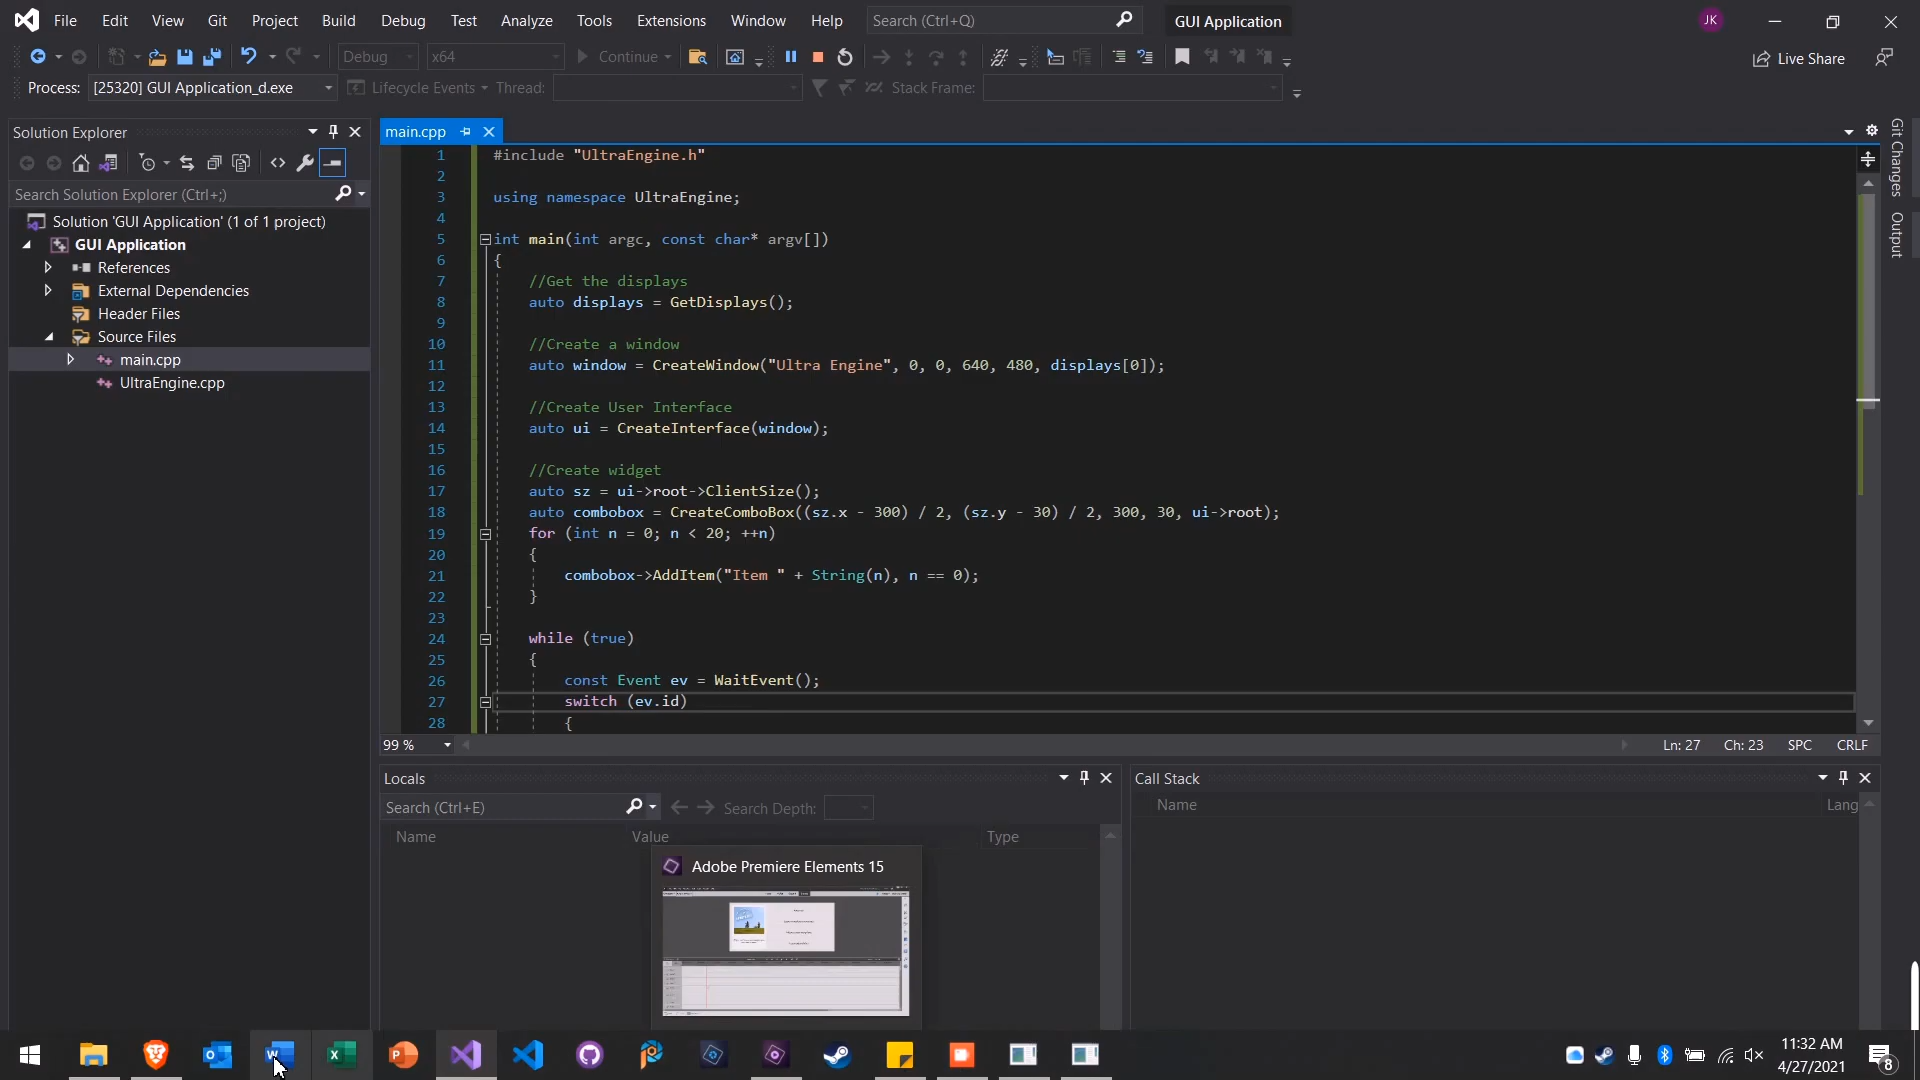 File Edit View Git Project Build Debug Test Analyze Tools Extensions Window Help Search (Ctrl+Q) GUI Application JK
Debug x64 Continue Live Share
Process: [25320] GUI Application_d.exe Lifecycle Events Thread: Stack Frame:
Solution Explorer
Search Solution Explorer (Ctrl+;)
Solution 'GUI Application' (1 of 1 project)
GUI Application
References
External Dependencies
Header Files
Source Files
main.cpp
UltraEngine.cpp
main.cpp
1 #include "UltraEngine.h"
2
3 using namespace UltraEngine;
4
5 int main(int argc, const char* argv[])
6 {
7 //Get the displays
8 auto displays = GetDisplays();
9
10 //Create a window
11 auto window = CreateWindow("Ultra Engine", 0, 0, 640, 480, displays[0]);
12
13 //Create User Interface
14 auto ui = CreateInterface(window);
15
16 //Create widget
17 auto sz = ui->root->ClientSize();
18 auto combobox = CreateComboBox((sz.x - 300) / 2, (sz.y - 30) / 2, 300, 30, ui->root);
19 for (int n = 0; n < 20; ++n)
20 {
21 combobox->AddItem("Item " + String(n), n == 0);
22 }
23
24 while (true)
25 {
26 const Event ev = WaitEvent();
27 switch (ev.id)
28 {
99 % Ln: 27 Ch: 23 SPC CRLF
Git Changes
Output
Locals
Search (Ctrl+E) Search Depth:
Name Value Type
Call Stack
Name Lang
Adobe Premiere Elements 15
11:32 AM
4/27/2021
8